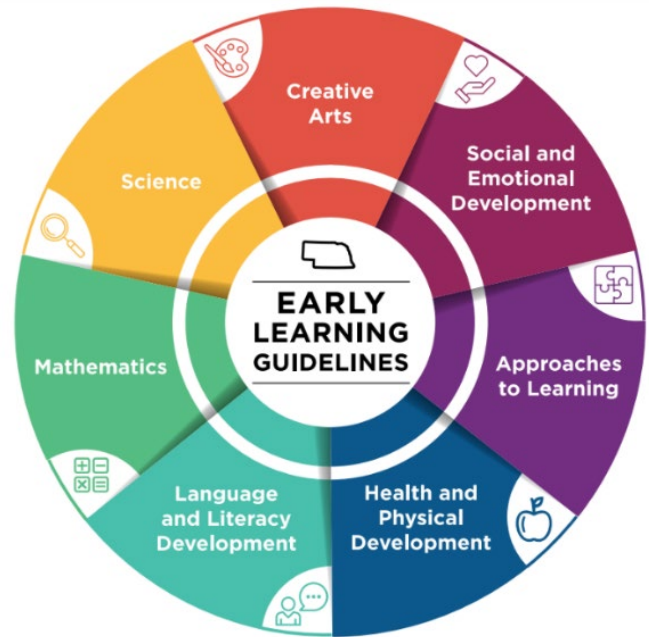 Creative
Arts
Social and
Emotional
Development
Approaches
to Learning
Health and
Physical
Development
Language
and Literacy
Development
Mathematics
Science
EARLY
LEARNING
GUIDELINES